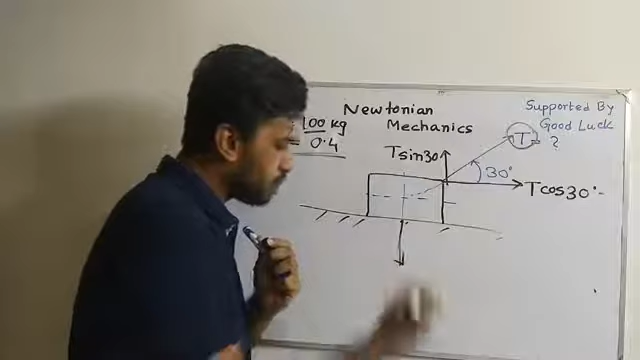 Newtonian
Mechanics
Supported By
Good Luck
100 kg
= 0.4
T = ?
Tsin30
30°
Tcos30°